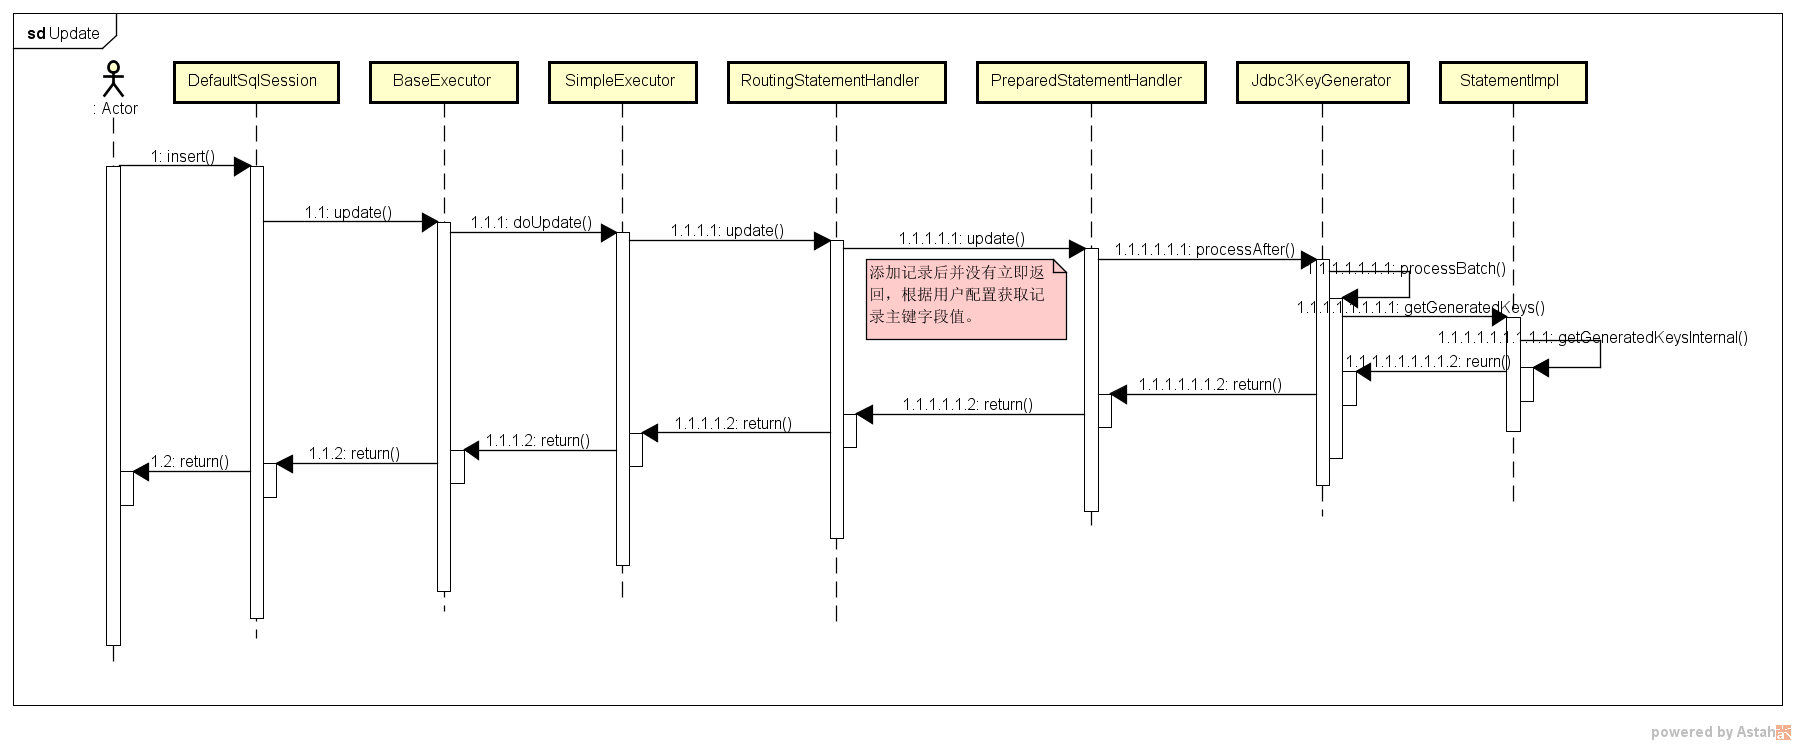 sd Update
: Actor
DefaultSqlSession
BaseExecutor
SimpleExecutor
RoutingStatementHandler
PreparedStatementHandler
Jdbc3KeyGenerator
StatementImpl
1: insert()
1.1: update()
1.1.1: doUpdate()
1.1.1.1: update()
1.1.1.1.1: update()
1.1.1.1.1.1: processAfter()
添加记录后并没有立即返
回，根据用户配置获取记
录主键字段值。
1.1.1.1.1.1.1: processBatch()
1.1.1.1.1.1.1.1: getGeneratedKeys()
1.1.1.1.1.1.1.1.1: getGeneratedKeysInternal()
1.1.1.1.1.1.1.2: reurn()
1.1.1.1.1.1.2: return()
1.1.1.1.1.2: return()
1.1.1.1.2: return()
1.1.1.2: return()
1.1.2: return()
1.2: return()
powered by Astah